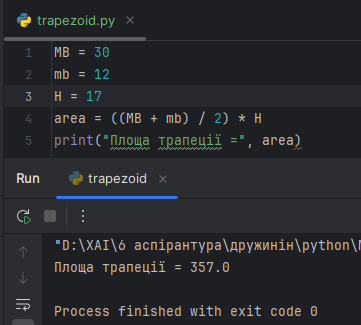 trapezoid.py
1 MB = 30
2 mb = 12
3 H = 17
4 area = ((MB + mb) / 2) * H
5 print("Площа трапеції =", area)
Run trapezoid
"D:\XAI\6 аспірантура\дружинін\python\
Площа трапеції = 357.0
Process finished with exit code 0